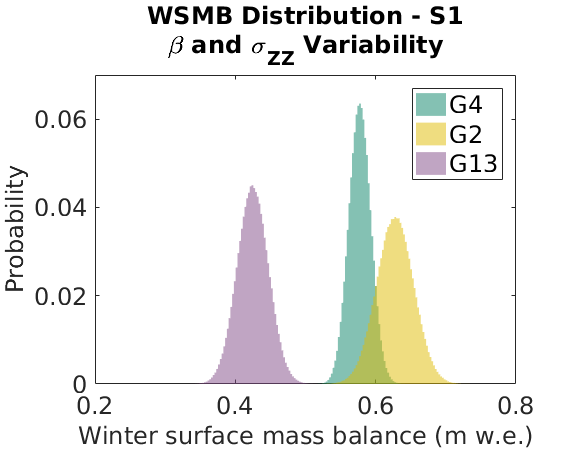 WSMB Distribution - S1
β and σZZ Variability
G4
G2
G13
Probability
0.06
0.04
0.02
0
0.2 0.4 0.6 0.8
Winter surface mass balance (m w.e.)